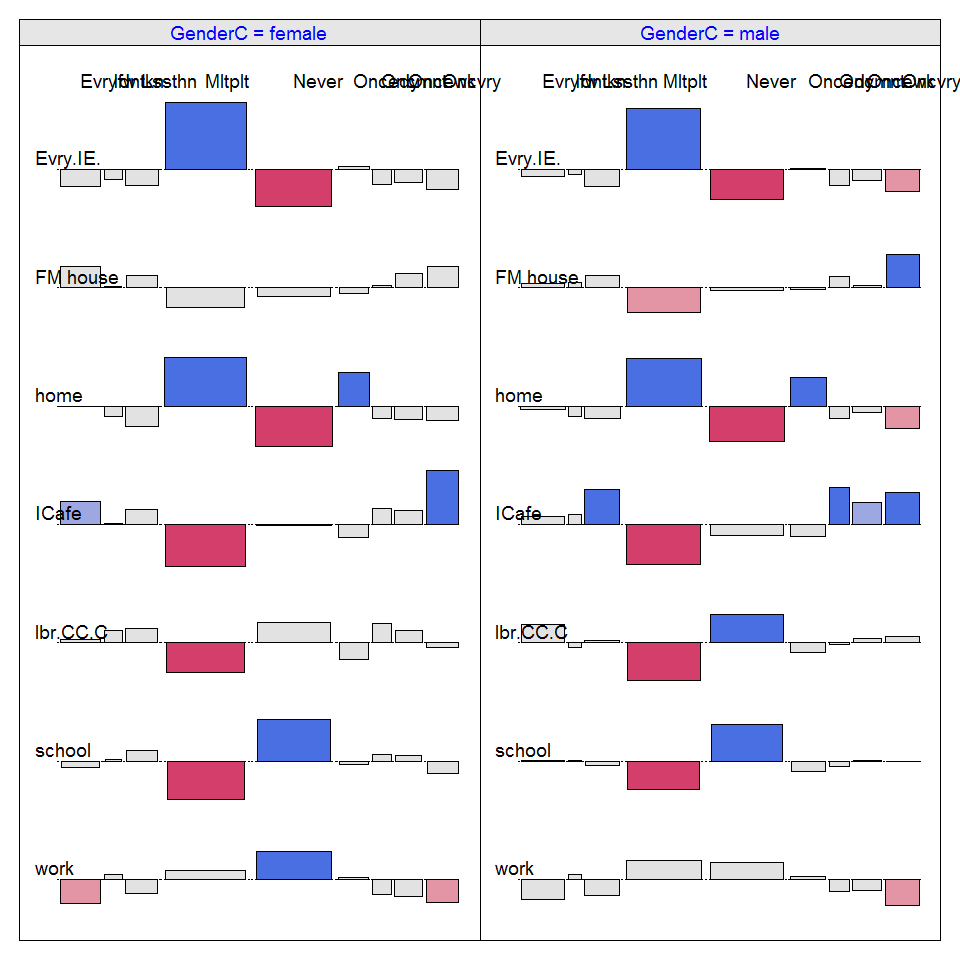 GenderC = female GenderC = male
Mltplt Never Mltplt Never
Evry.IE. Evry.IE.
FM house FM house
home home
ICafe ICafe
lbr.CC.C lbr.CC.C
school school
work work